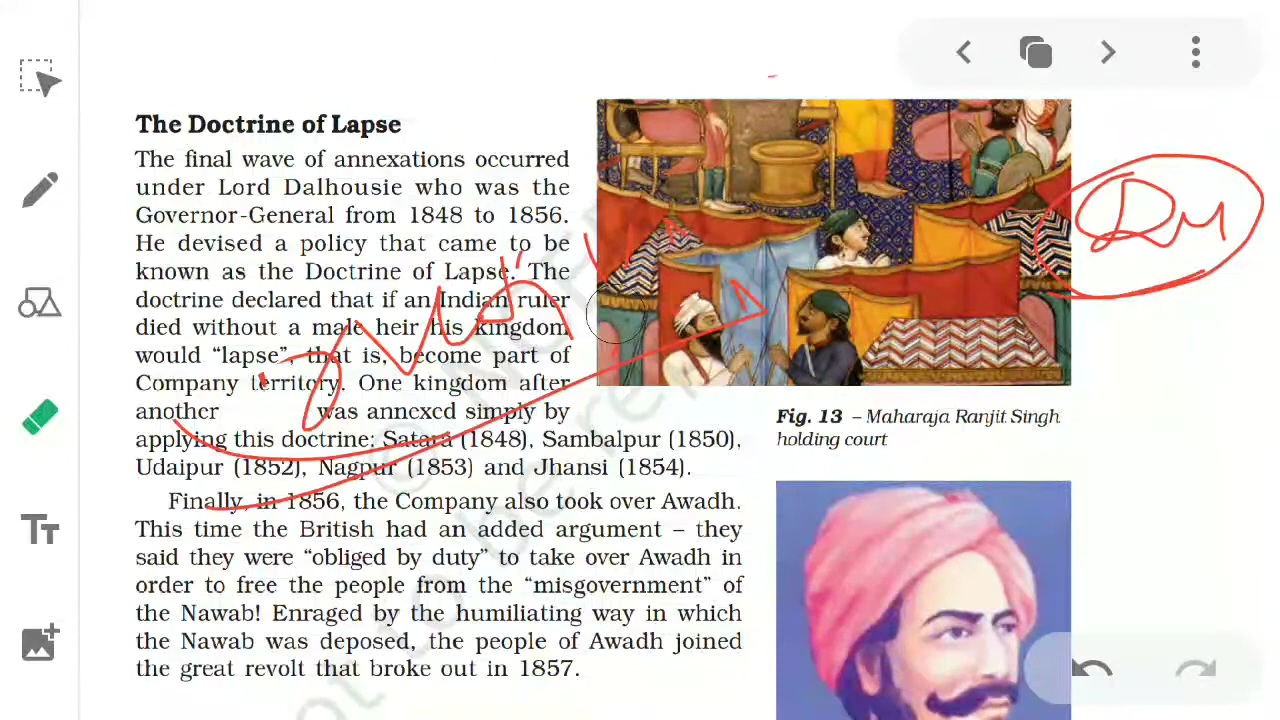 The Doctrine of Lapse
The final wave of annexations occurred
under Lord Dalhousie who was the
Governor-General from 1848 to 1856.
He devised a policy that came to be
known as the Doctrine of Lapse. The
doctrine declared that if an Indian ruler
died without a male heir his kingdom
would “lapse”, that is, become part of
Company territory. One kingdom after
another was annexed simply by
applying this doctrine: Satara (1848), Sambalpur (1850),
Udaipur (1852), Nagpur (1853) and Jhansi (1854).
Finally, in 1856, the Company also took over Awadh.
This time the British had an added argument – they
said they were “obliged by duty” to take over Awadh in
order to free the people from the “misgovernment” of
the Nawab! Enraged by the humiliating way in which
the Nawab was deposed, the people of Awadh joined
the great revolt that broke out in 1857.
Fig. 13 – Maharaja Ranjit Singh
holding court
TT